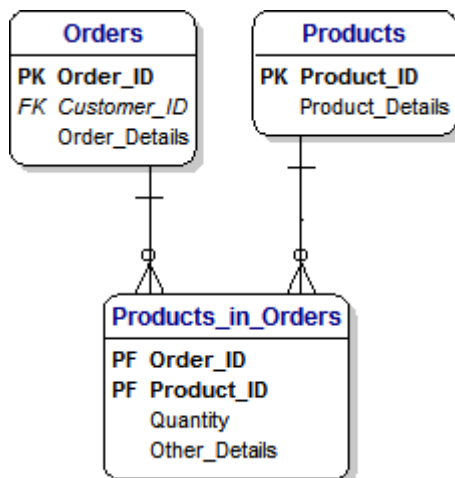 Orders
PK Order_ID
FK Customer_ID
Order_Details
Products
PK Product_ID
Product_Details
Products_in_Orders
PF Order_ID
PF Product_ID
Quantity
Other_Details